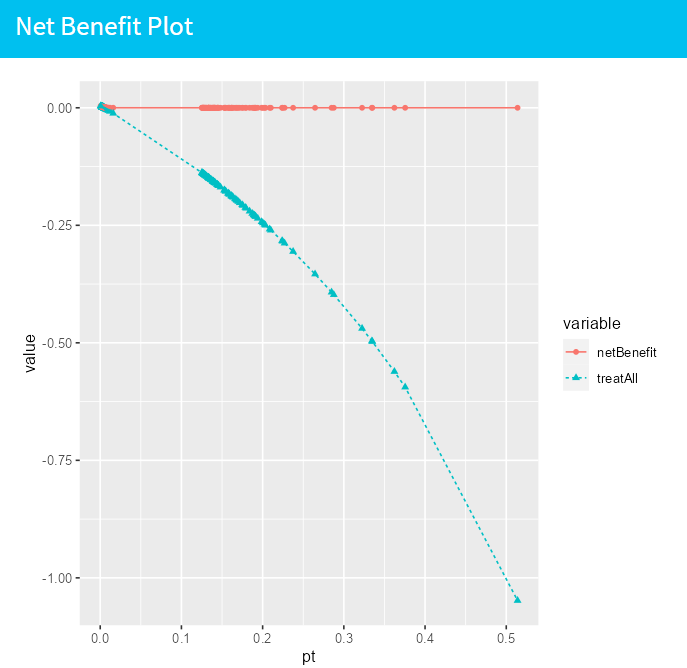 Net Benefit Plot
0.00
-0.25
-0.50
-0.75
-1.00
value
0.0 0.1 0.2 0.3 0.4 0.5
pt
variable
netBenefit
treatAll